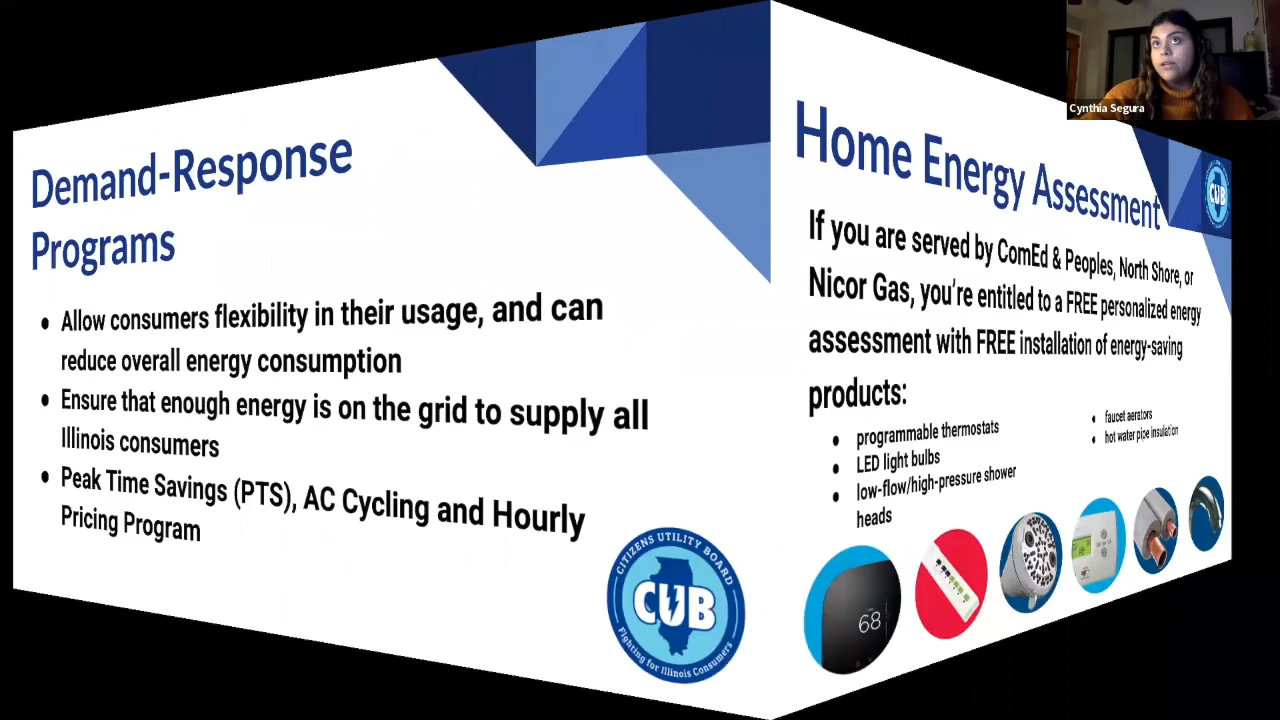 Demand-Response
Programs
• Allow consumers flexibility in their usage, and can
reduce overall energy consumption
• Ensure that enough energy is on the grid to supply all
Illinois consumers
• Peak Time Savings (PTS), AC Cycling and Hourly
Pricing Program
CITIZENS UTILITY BOARD
CUB
Fighting for Illinois Consumers
Home Energy Assessment
CUB
If you are served by ComEd & Peoples, North Shore, or
Nicor Gas, you’re entitled to a FREE personalized energy
assessment with FREE installation of energy-saving
products:
• programmable thermostats
• LED light bulbs
• low-flow/high-pressure shower
heads
• faucet aerators
• hot water pipe insulation
68
Cynthia Segura